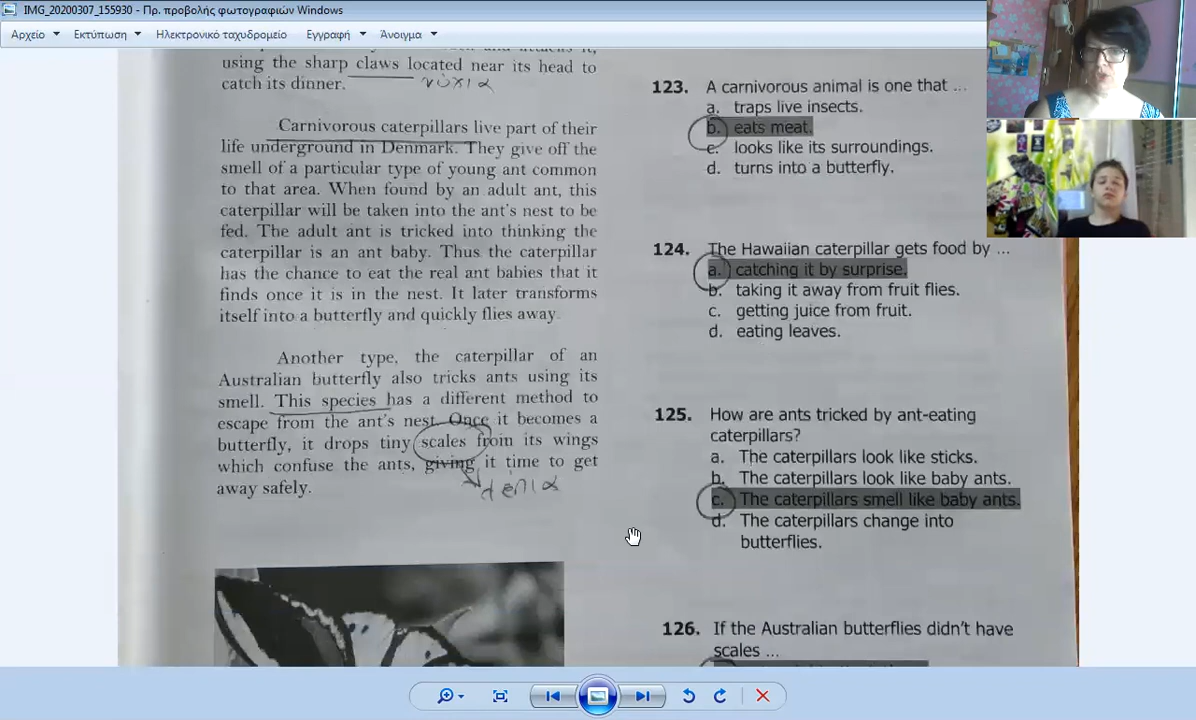 IMG_20200307_155930 - Πρ. προβολής φωτογραφιών Windows
Αρχείο Εκτύπωση Ηλεκτρονικό ταχυδρομείο Εγγραφή Άνοιγμα
using the sharp claws located near its head to
catch its dinner. νύχια
Carnivorous caterpillars live part of their
life underground in Denmark. They give off the
smell of a particular type of young ant common
to that area. When found by an adult ant, this
caterpillar will be taken into the ant's nest to be
fed. The adult ant is tricked into thinking the
caterpillar is an ant baby. Thus the caterpillar
has the chance to eat the real ant babies that it
finds once it is in the nest. It later transforms
itself into a butterfly and quickly flies away.
Another type, the caterpillar of an
Australian butterfly also tricks ants using its
smell. This species has a different method to
escape from the ant's nest. Once it becomes a
butterfly, it drops tiny scales from its wings
which confuse the ants, giving it time to get
away safely.
λέπια
123. A carnivorous animal is one that ...
a. traps live insects.
b. eats meat.
c. looks like its surroundings.
d. turns into a butterfly.
124. The Hawaiian caterpillar gets food by ...
a. catching it by surprise.
b. taking it away from fruit flies.
c. getting juice from fruit.
d. eating leaves.
125. How are ants tricked by ant-eating
caterpillars?
a. The caterpillars look like sticks.
b. The caterpillars look like baby ants.
c. The caterpillars smell like baby ants.
d. The caterpillars change into
butterflies.
126. If the Australian butterflies didn't have
scales ...